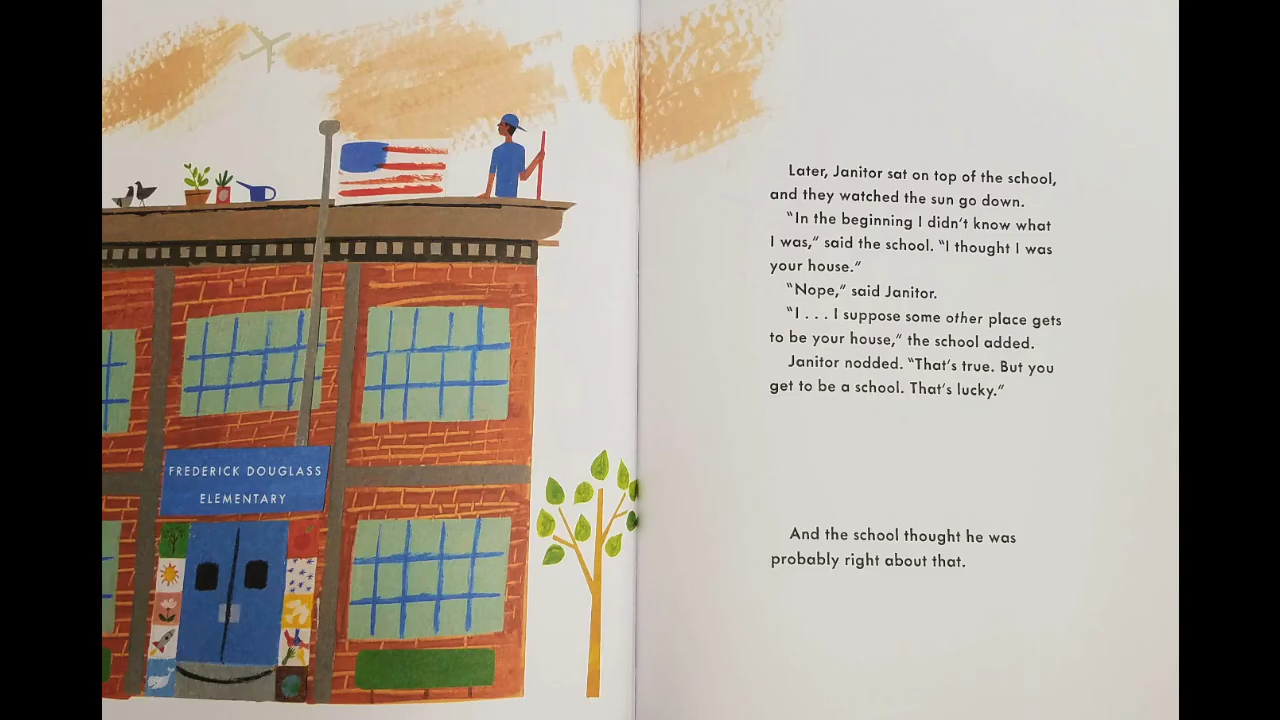 FREDERICK DOUGLASS
ELEMENTARY
Later, Janitor sat on top of the school,
and they watched the sun go down.
“In the beginning I didn’t know what
I was,” said the school. “I thought I was
your house.”
“Nope,” said Janitor.
“I . . . I suppose some other place gets
to be your house,” the school added.
Janitor nodded. “That’s true. But you
get to be a school. That’s lucky.”
And the school thought he was
probably right about that.